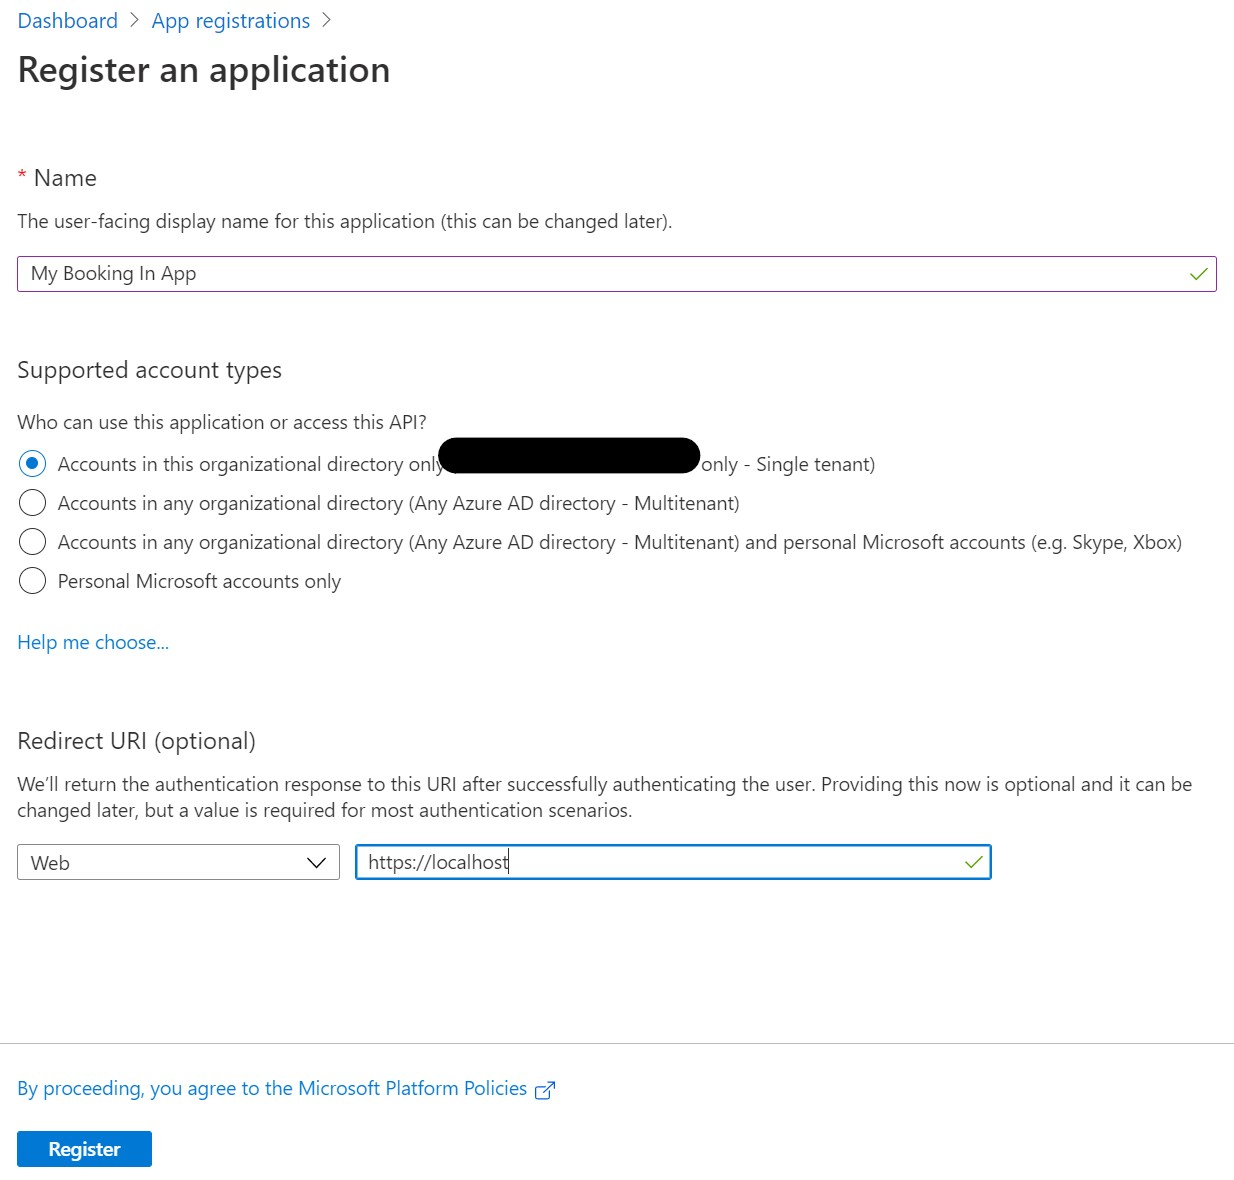 Dashboard > App registrations >
Register an application
* Name
The user-facing display name for this application (this can be changed later).
My Booking In App
Supported account types
Who can use this application or access this API?
Accounts in this organizational directory only only - Single tenant)
Accounts in any organizational directory (Any Azure AD directory - Multitenant)
Accounts in any organizational directory (Any Azure AD directory - Multitenant) and personal Microsoft accounts (e.g. Skype, Xbox)
Personal Microsoft accounts only
Help me choose...
Redirect URI (optional)
We'll return the authentication response to this URI after successfully authenticating the user. Providing this now is optional and it can be
changed later, but a value is required for most authentication scenarios.
Web https://localhost
By proceeding, you agree to the Microsoft Platform Policies
Register